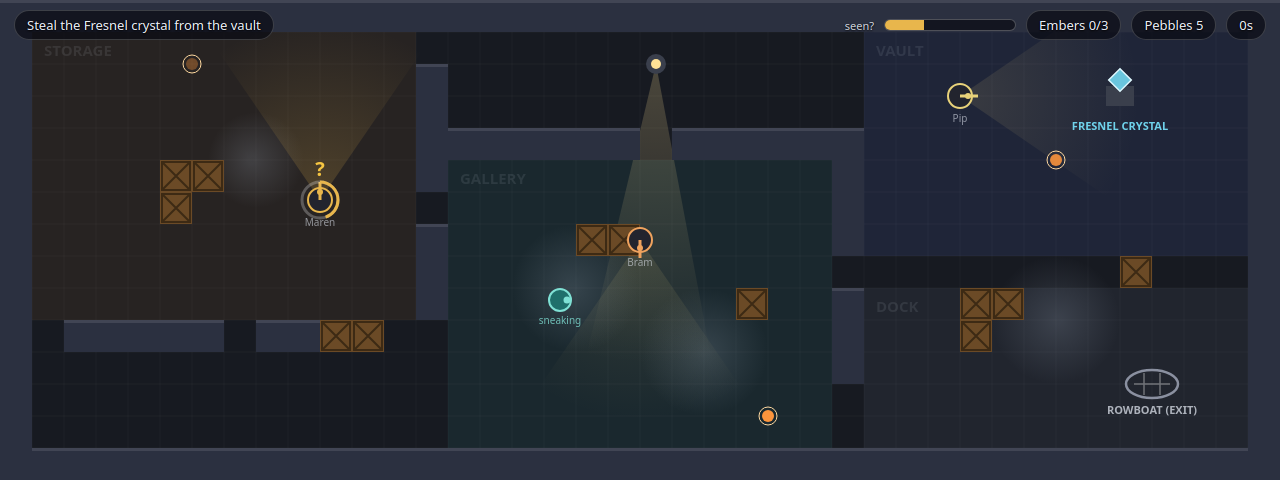 Steal the Fresnel crystal from the vault
seen?
Embers 0/3
Pebbles 5
0s
STORAGE
VAULT
Pip
FRESNEL CRYSTAL
GALLERY
?
Maren
Bram
sneaking
DOCK
ROWBOAT (EXIT)